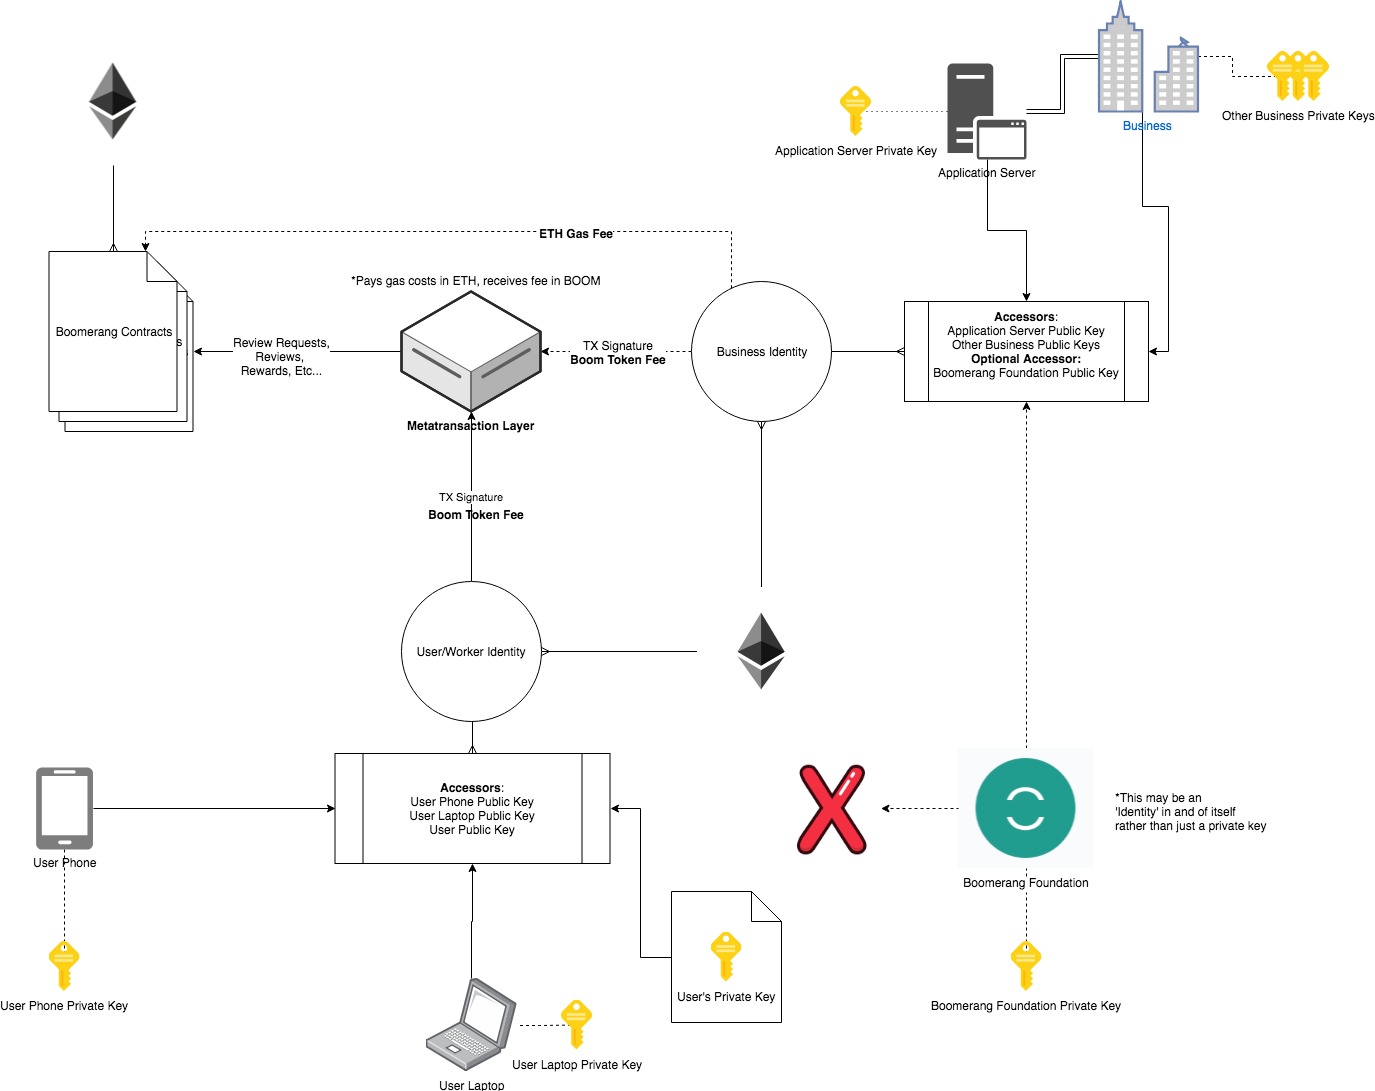 Other Business Private Keys
Business
Application Server Private Key
Application Server
ETH Gas Fee
*Pays gas costs in ETH, receives fee in BOOM
Boomerang Contracts
s
Review Requests,
Reviews,
Rewards, Etc...
TX Signature
Boom Token Fee
Business Identity
Accessors:
Application Server Public Key
Other Business Public Keys
Optional Accessor:
Boomerang Foundation Public Key
Metatransaction Layer
TX Signature
Boom Token Fee
User/Worker Identity
Accessors:
User Phone Public Key
User Laptop Public Key
User Public Key
User Phone
*This may be an
'Identity' in and of itself
rather than just a private key
Boomerang Foundation
User's Private Key
User Phone Private Key
Boomerang Foundation Private Key
User Laptop Private Key
User Laptop